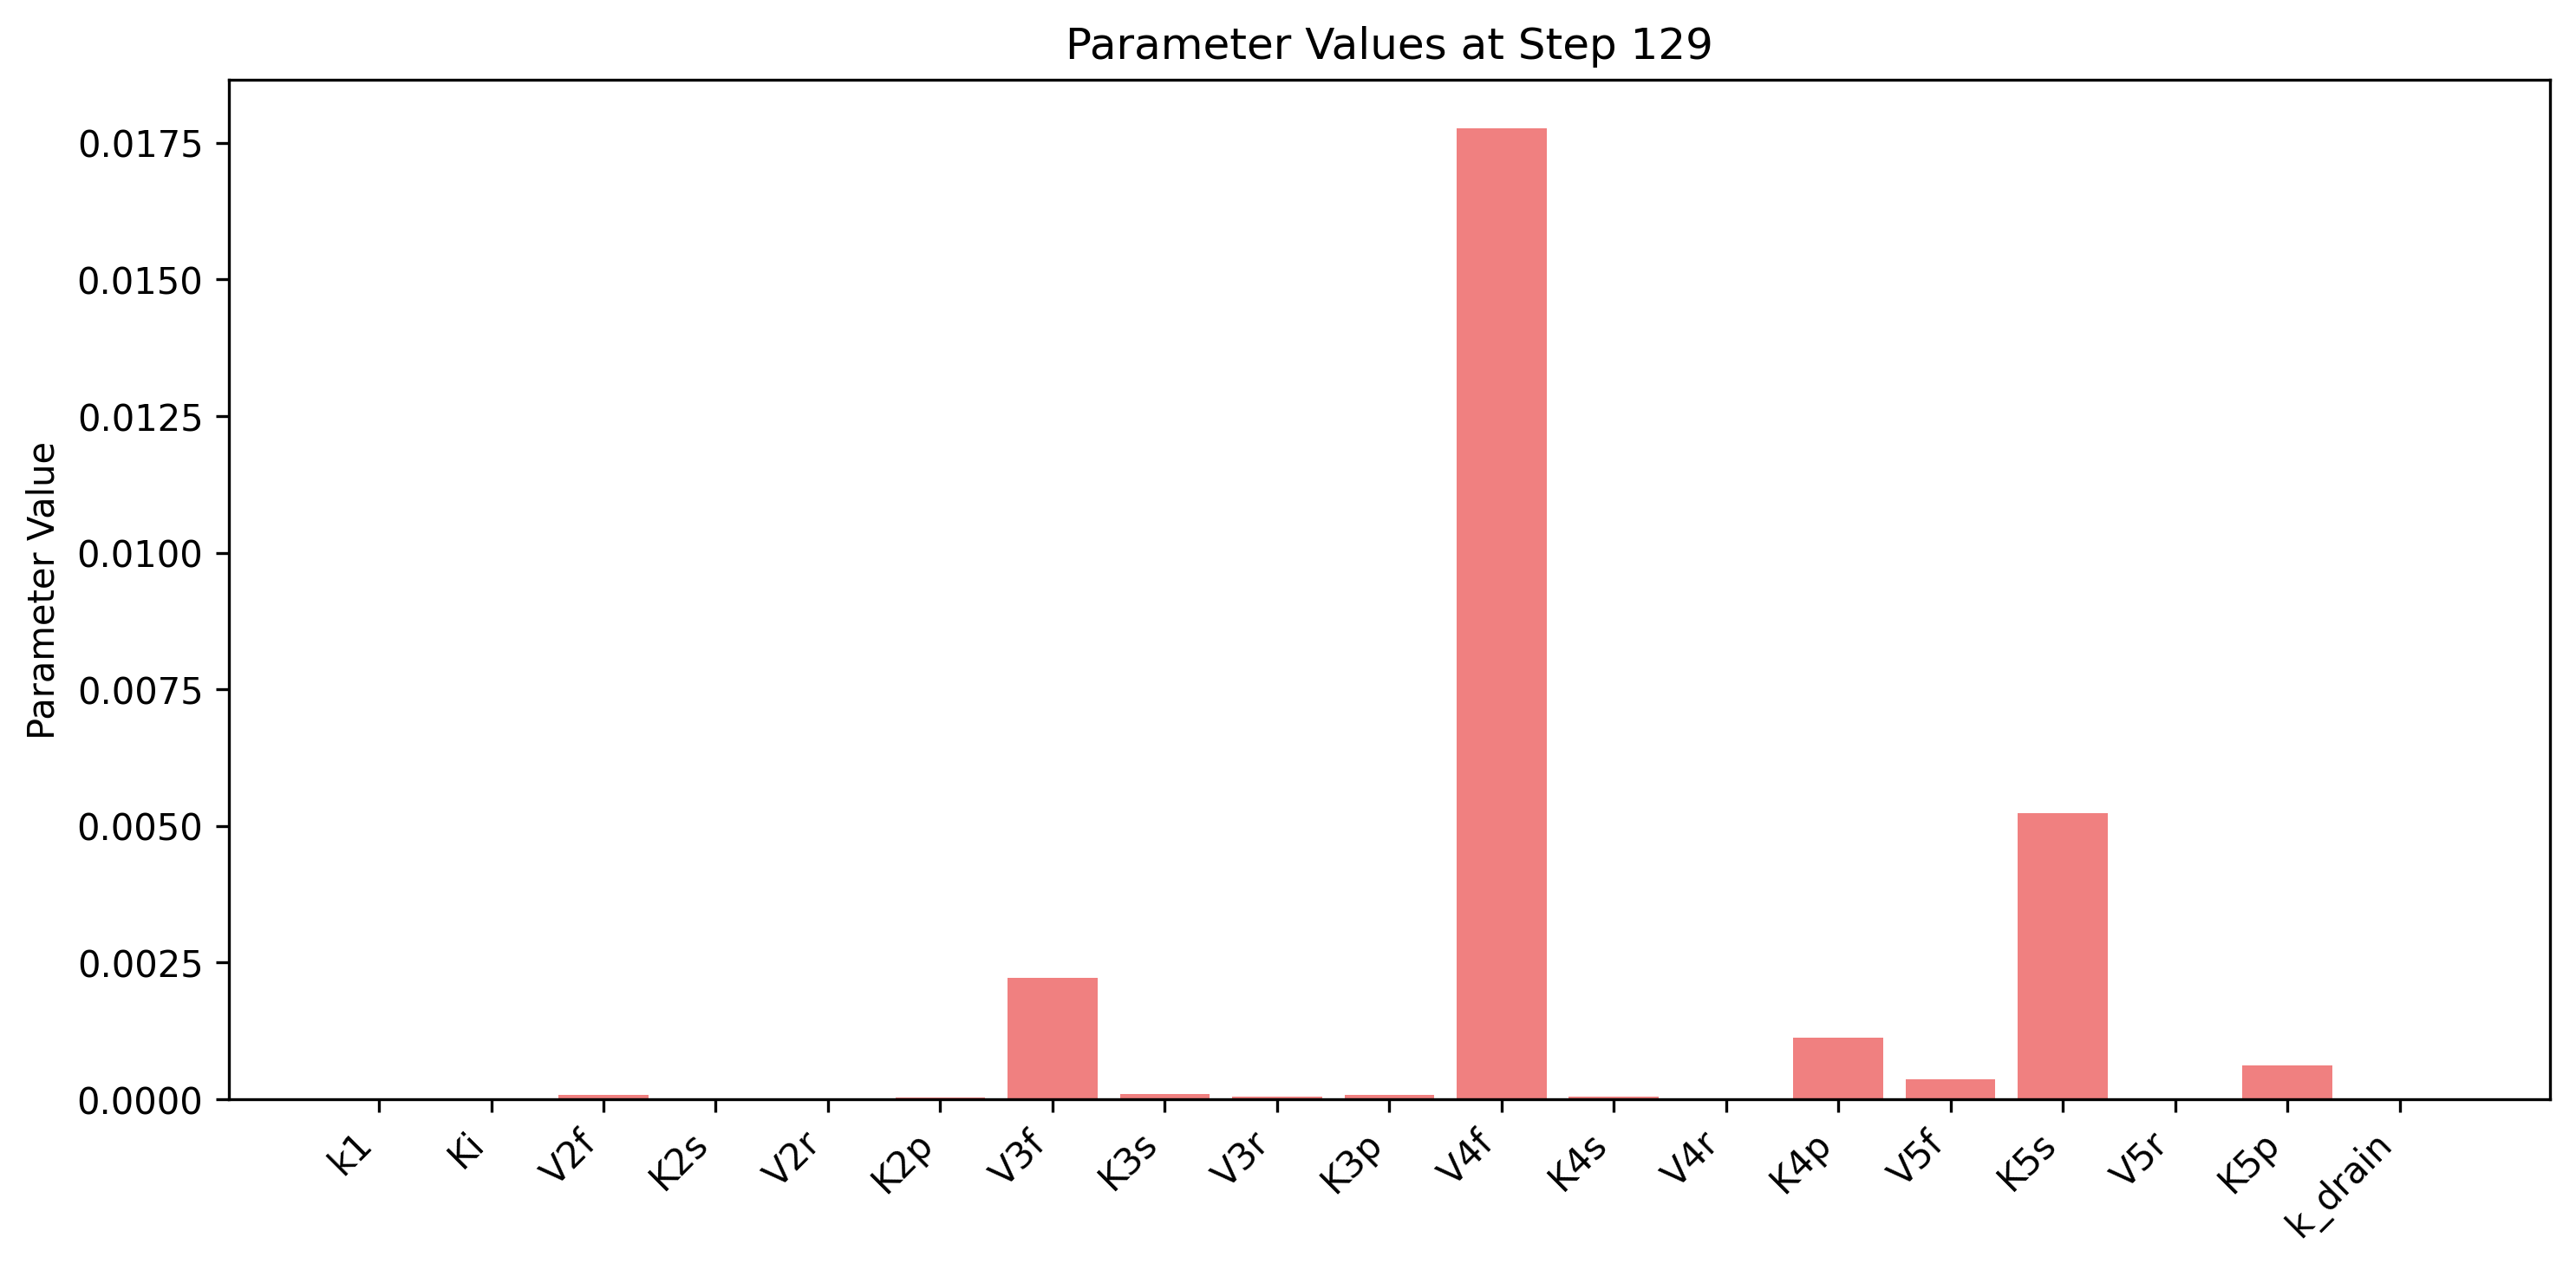 Parameter Values at Step 129
Parameter Value
0.0175
0.0150
0.0125
0.0100
0.0075
0.0050
0.0025
0.0000
k1 Ki V2f K2s V2r K2p V3f K3s V3r K3p V4f K4s V4r K4p V5f K5s V5r K5p k_drain